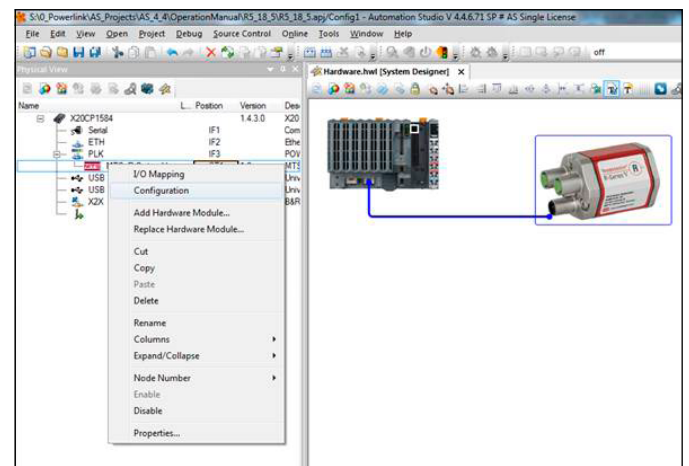 S:\0_Powerlink\AS_Projects\AS_4_4\OperationManual\R5_18_5\R5_18_5.apj/Config1 - Automation Studio V 4.4.6.71 SP # AS Single License
File Edit View Open Project Debug Source Control Online Tools Window Help
off
Physical View
Hardware.hwl [System Designer] X
Name L... Position Version Des
X20CP1584 1.4.3.0 X20
Serial IF1 Com
ETH IF2 Ethe
PLK IF3 POW
MTS
USB Univ
USB Univ
X2X B&R
I/O Mapping
Configuration
Add Hardware Module...
Replace Hardware Module...
Cut
Copy
Paste
Delete
Rename
Columns
Expand/Collapse
Node Number
Enable
Disable
Properties...
R-Series V
R